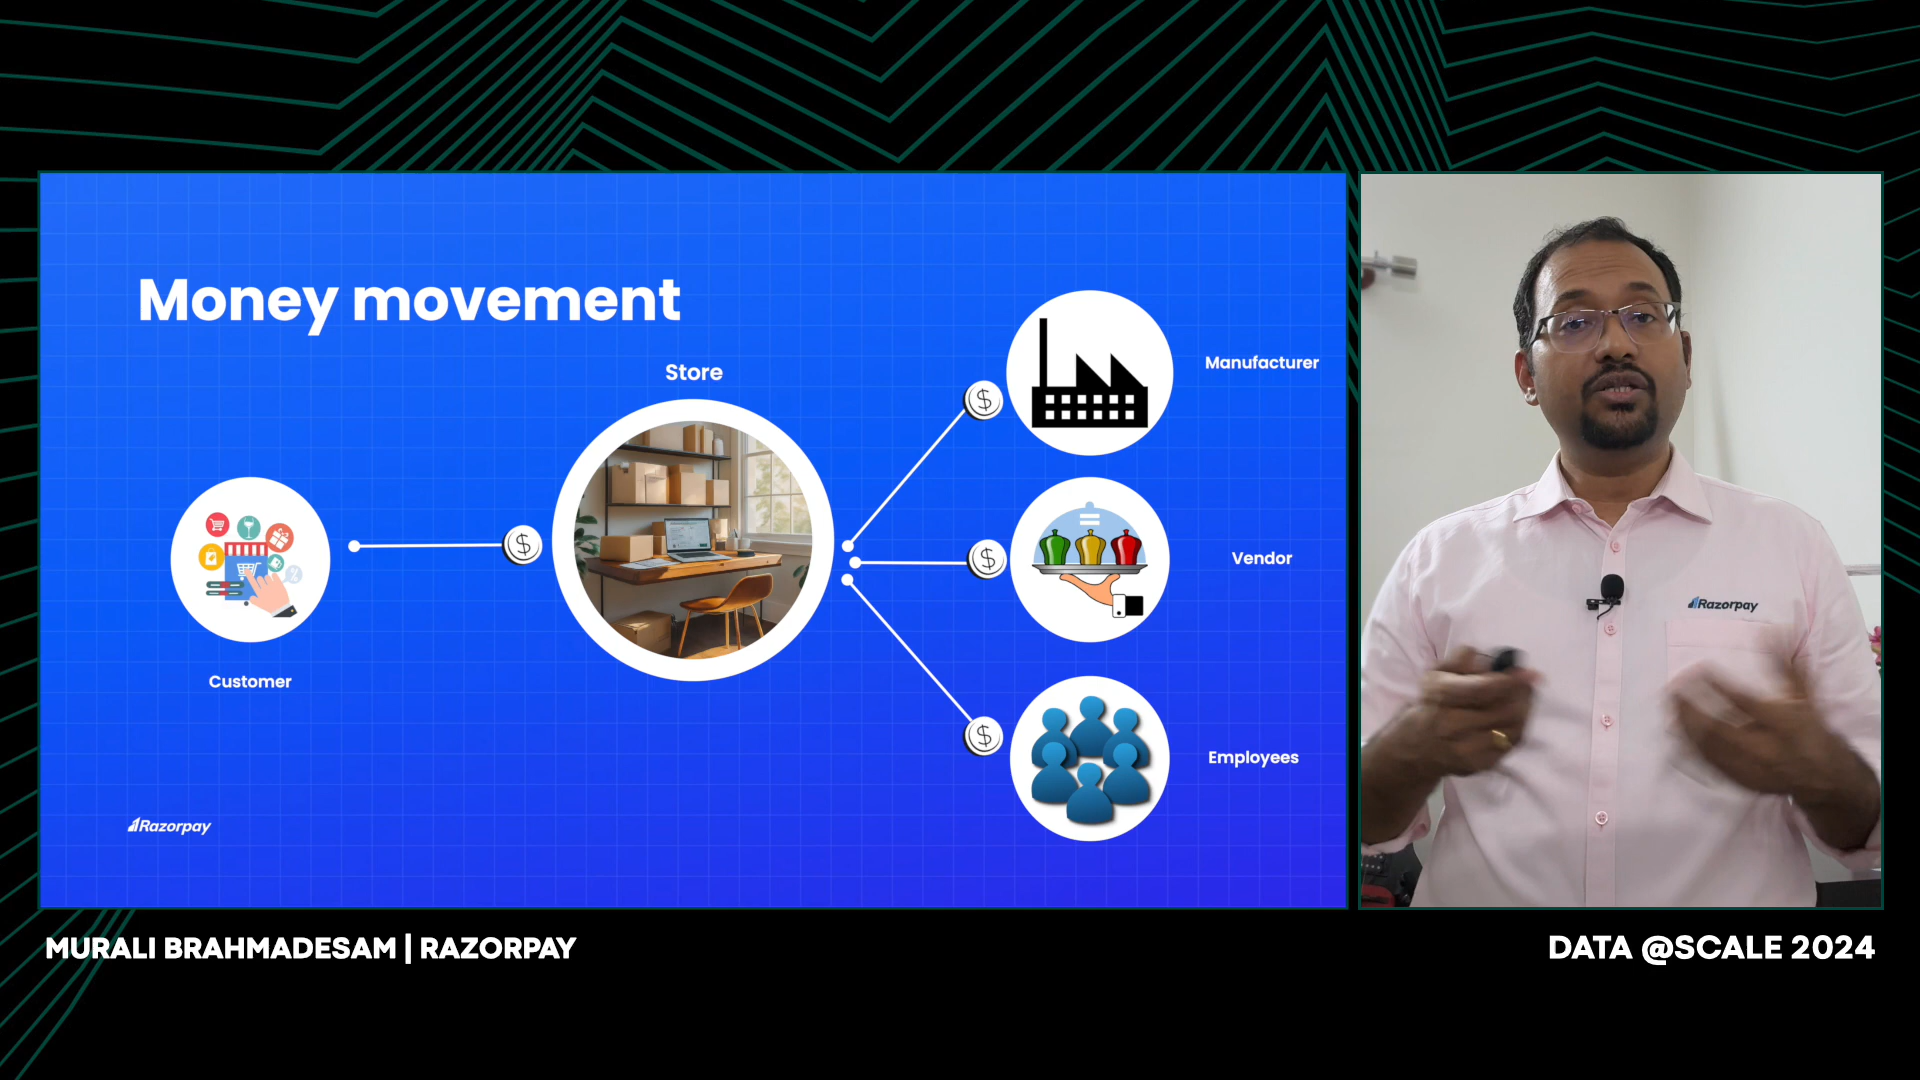 Money movement
Store
Manufacturer
Vendor
Customer
Employees
Razorpay
Razorpay
MURALI BRAHMADESAM | RAZORPAY
DATA @SCALE 2024